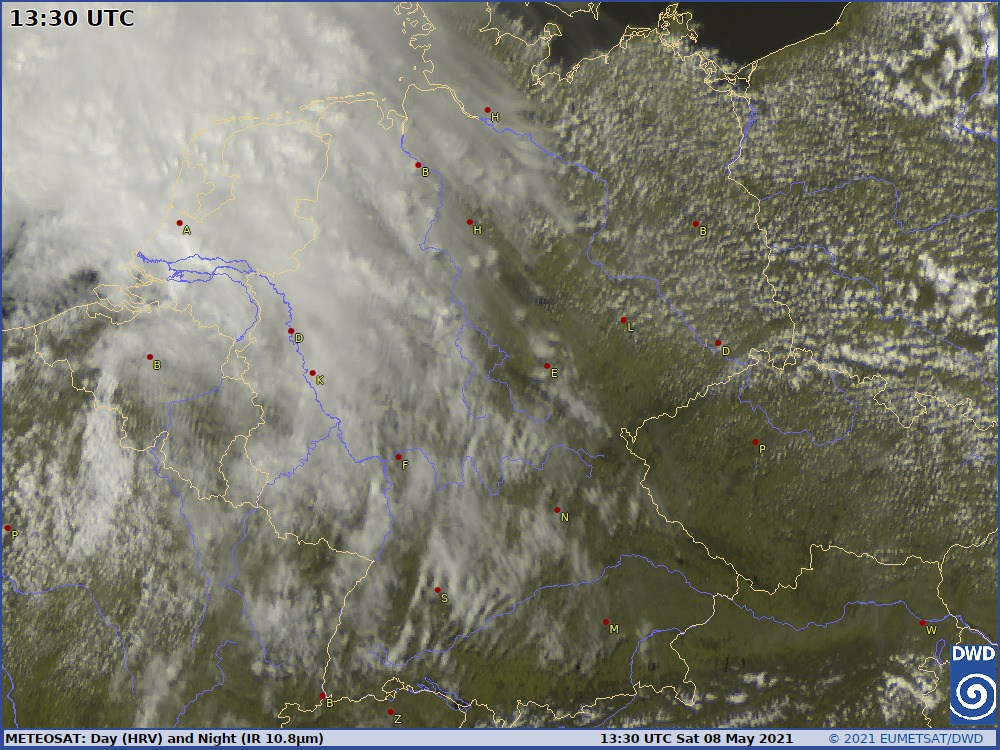 13:30 UTC
H
B
A
H
B
L
D
D
B
E
K
P
F
N
P
S
M
W
DWD
B
Z
METEOSAT: Day (HRV) and Night (IR 10.8µm) 13:30 UTC Sat 08 May 2021 © 2021 EUMETSAT/DWD